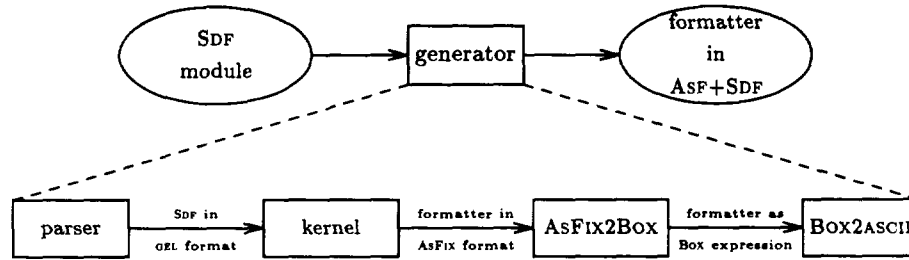 SDF
module
generator
formatter
in
ASF+SDF
parser
SDF in
GEL format
kernel
formatter in
ASFIX format
ASFIX2BOX
formatter as
BOX expression
BOX2ASCII